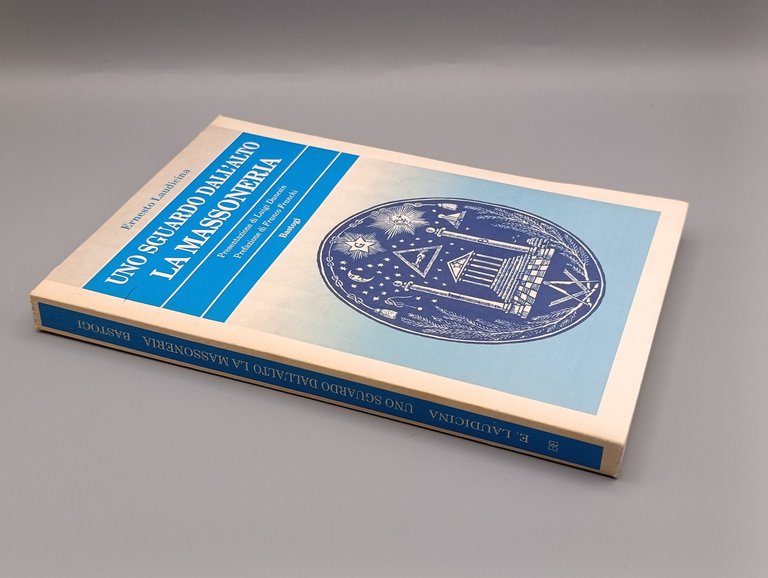 Ernesto Laudicina
UNO SGUARDO DALL'ALTO
LA MASSONERIA
Presentazione di Luigi Danesin
Prefazione di Franco Franchi
Bastogi
E. LAUDICINA UNO SGUARDO DALL'ALTO LA MASSONERIA BASTOGI